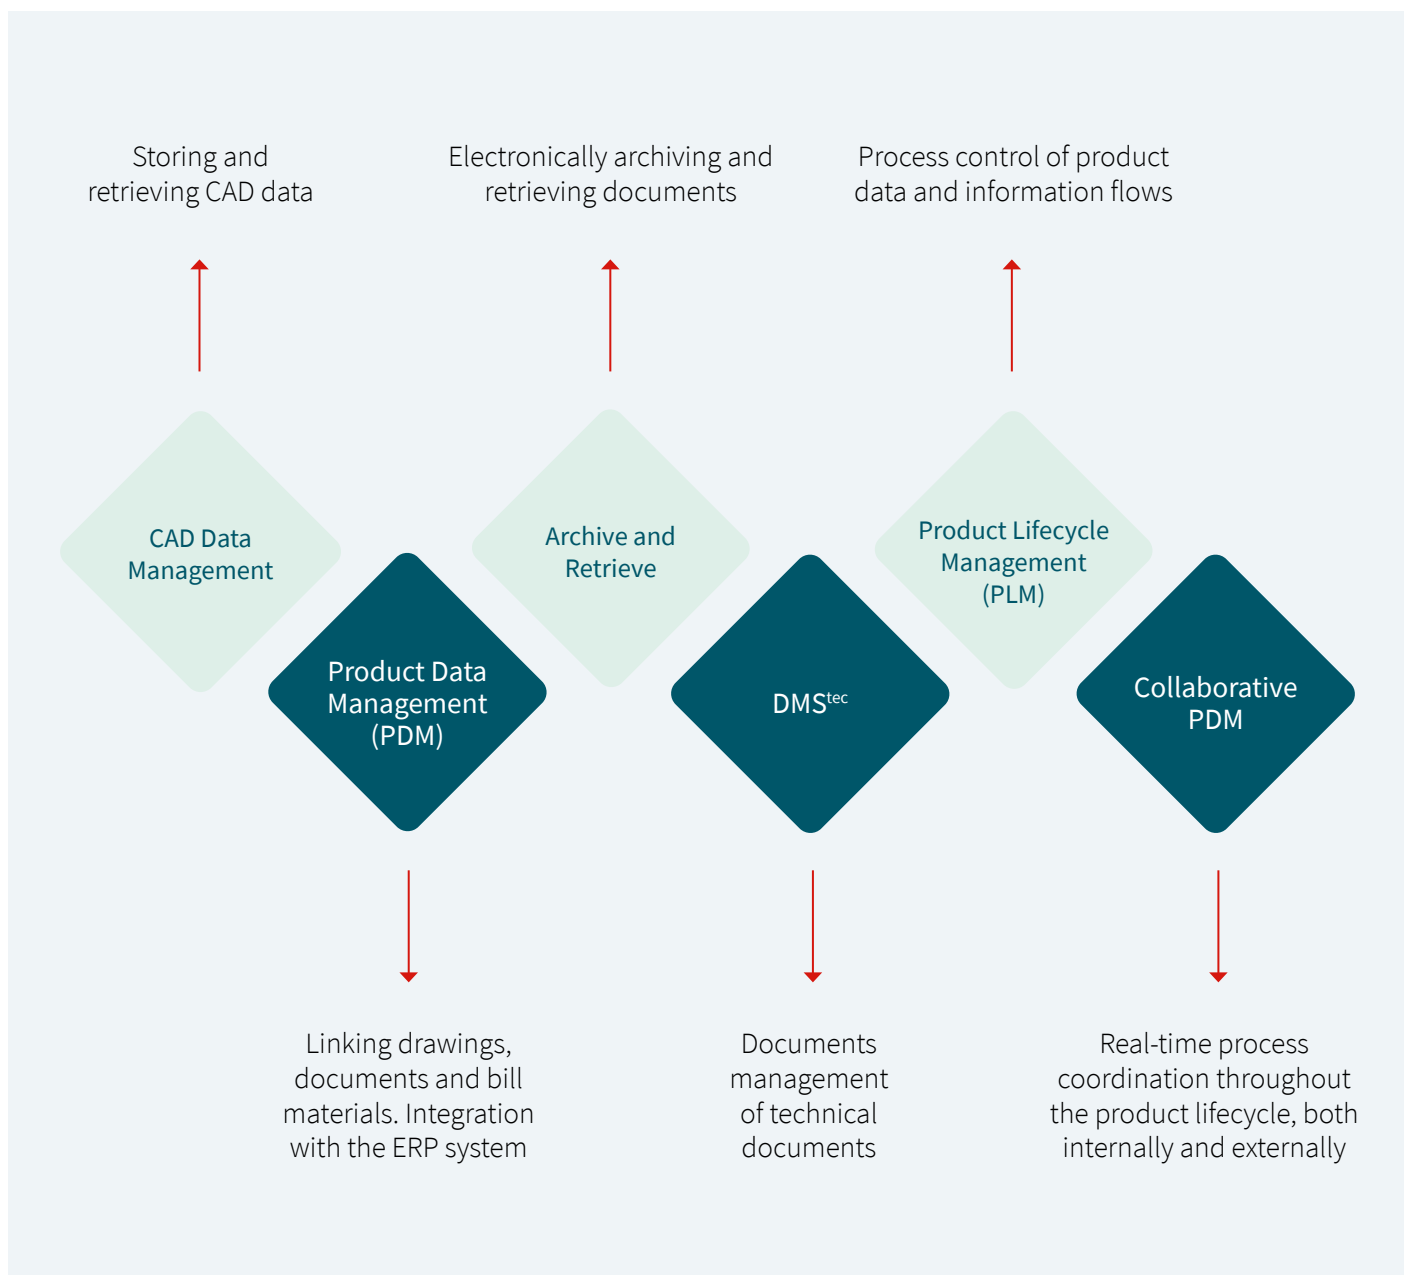 Storing and
retrieving CAD data
Electronically archiving and
retrieving documents
Process control of product
data and information flows
CAD Data
Management
Archive and
Retrieve
Product Lifecycle
Management
(PLM)
Product Data
Management
(PDM)
DMStec
Collaborative
PDM
Linking drawings,
documents and bill
materials. Integration
with the ERP system
Documents
management
of technical
documents
Real-time process
coordination throughout
the product lifecycle, both
internally and externally